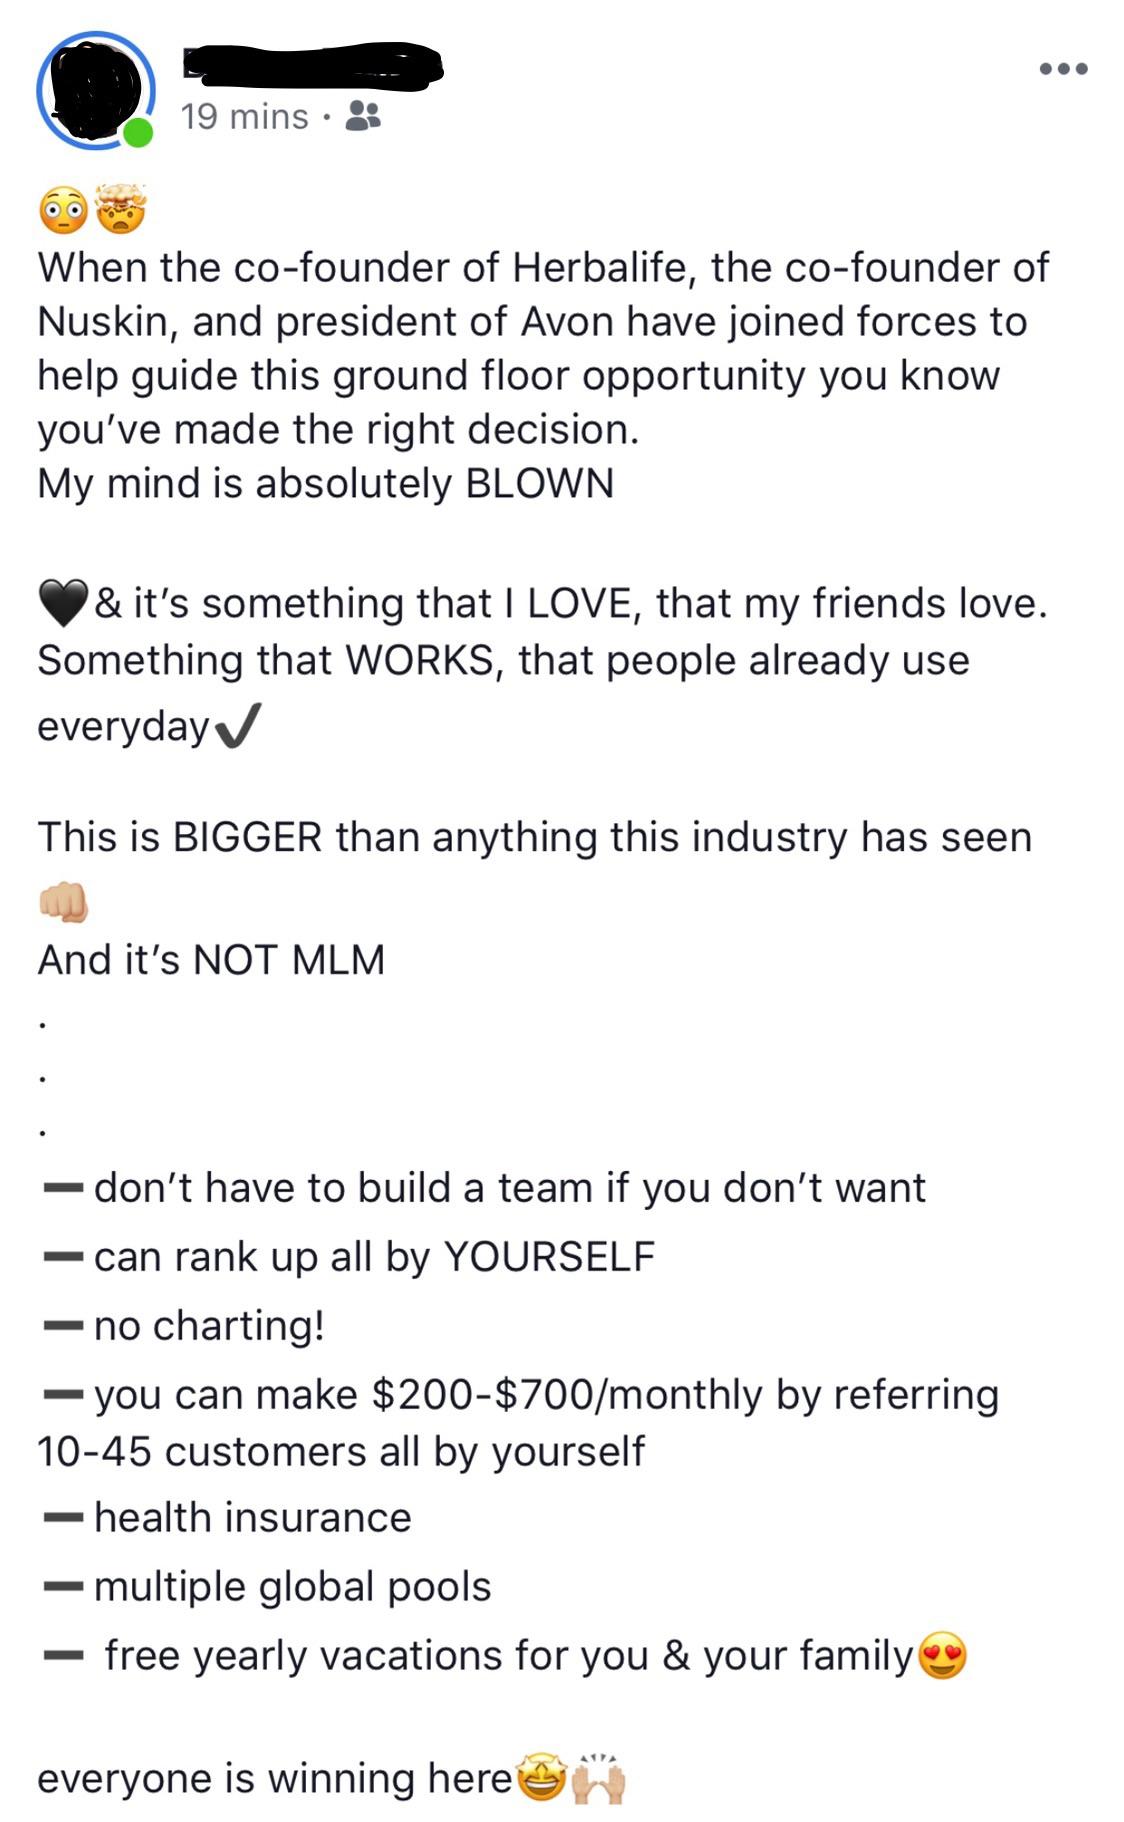 19 mins ·
😳🤯
When the co-founder of Herbalife, the co-founder of
Nuskin, and president of Avon have joined forces to
help guide this ground floor opportunity you know
you’ve made the right decision.
My mind is absolutely BLOWN
🖤& it’s something that I LOVE, that my friends love.
Something that WORKS, that people already use
everyday✔️
This is BIGGER than anything this industry has seen
👊🏼
And it’s NOT MLM
.
.
.
➖don’t have to build a team if you don’t want
➖can rank up all by YOURSELF
➖no charting!
➖you can make $200-$700/monthly by referring
10-45 customers all by yourself
➖health insurance
➖multiple global pools
➖ free yearly vacations for you & your family😍
everyone is winning here🤩🙌🏼